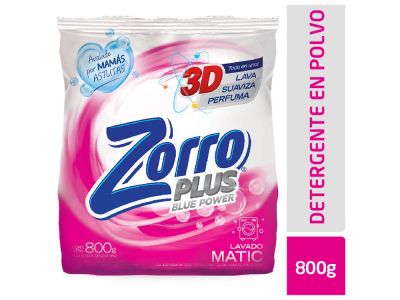 Avalado
por MAMÁS
ASTUTAS
3D
Todo en uno!
LAVA
SUAVIZA
PERFUMA
Zorro
PLUS
BLUE POWER
800g
LAVADO
MATIC
DETERGENTE EN POLVO
800g